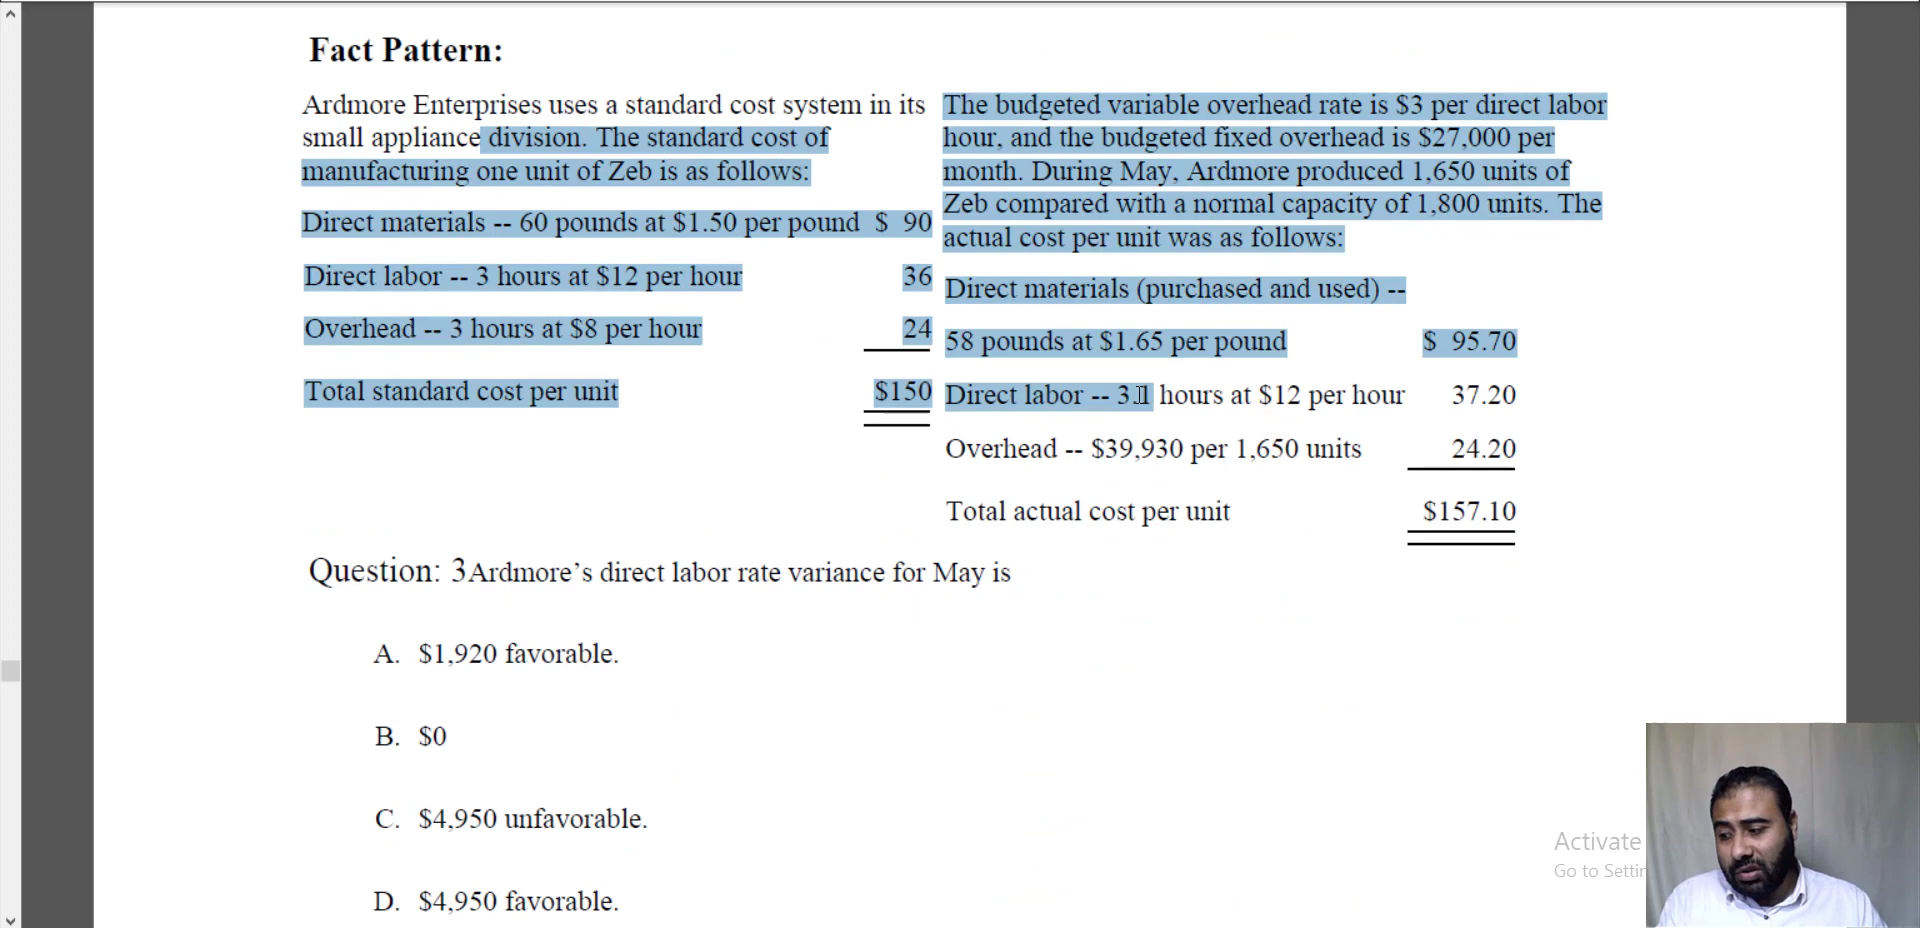 Fact Pattern:
Ardmore Enterprises uses a standard cost system in its
small appliance division. The standard cost of
manufacturing one unit of Zeb is as follows:
Direct materials -- 60 pounds at $1.50 per pound $ 90
Direct labor -- 3 hours at $12 per hour 36
Overhead -- 3 hours at $8 per hour 24
Total standard cost per unit $150
The budgeted variable overhead rate is $3 per direct labor
hour, and the budgeted fixed overhead is $27,000 per
month. During May, Ardmore produced 1,650 units of
Zeb compared with a normal capacity of 1,800 units. The
actual cost per unit was as follows:
Direct materials (purchased and used) --
58 pounds at $1.65 per pound $ 95.70
Direct labor -- 3.1 hours at $12 per hour 37.20
Overhead -- $39,930 per 1,650 units 24.20
Total actual cost per unit $157.10
Question: 3Ardmore’s direct labor rate variance for May is
A. $1,920 favorable.
B. $0
C. $4,950 unfavorable.
D. $4,950 favorable.
Activate
Go to Settin